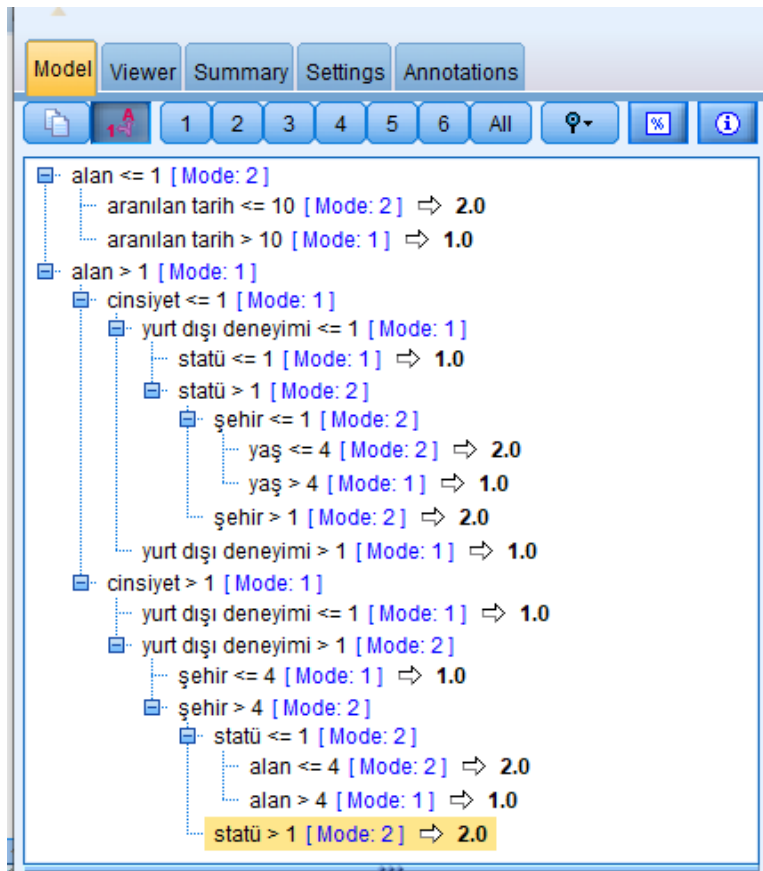 Model Viewer Summary Settings Annotations
1 2 3 4 5 6 All %
alan <= 1 [ Mode: 2 ]
aranılan tarih <= 10 [ Mode: 2 ] ⇨ 2.0
aranılan tarih > 10 [ Mode: 1 ] ⇨ 1.0
alan > 1 [ Mode: 1 ]
cinsiyet <= 1 [ Mode: 1 ]
yurt dışı deneyimi <= 1 [ Mode: 1 ]
statü <= 1 [ Mode: 1 ] ⇨ 1.0
statü > 1 [ Mode: 2 ]
şehir <= 1 [ Mode: 2 ]
yaş <= 4 [ Mode: 2 ] ⇨ 2.0
yaş > 4 [ Mode: 1 ] ⇨ 1.0
şehir > 1 [ Mode: 2 ] ⇨ 2.0
yurt dışı deneyimi > 1 [ Mode: 1 ] ⇨ 1.0
cinsiyet > 1 [ Mode: 1 ]
yurt dışı deneyimi <= 1 [ Mode: 1 ] ⇨ 1.0
yurt dışı deneyimi > 1 [ Mode: 2 ]
şehir <= 4 [ Mode: 1 ] ⇨ 1.0
şehir > 4 [ Mode: 2 ]
statü <= 1 [ Mode: 2 ]
alan <= 4 [ Mode: 2 ] ⇨ 2.0
alan > 4 [ Mode: 1 ] ⇨ 1.0
statü > 1 [ Mode: 2 ] ⇨ 2.0